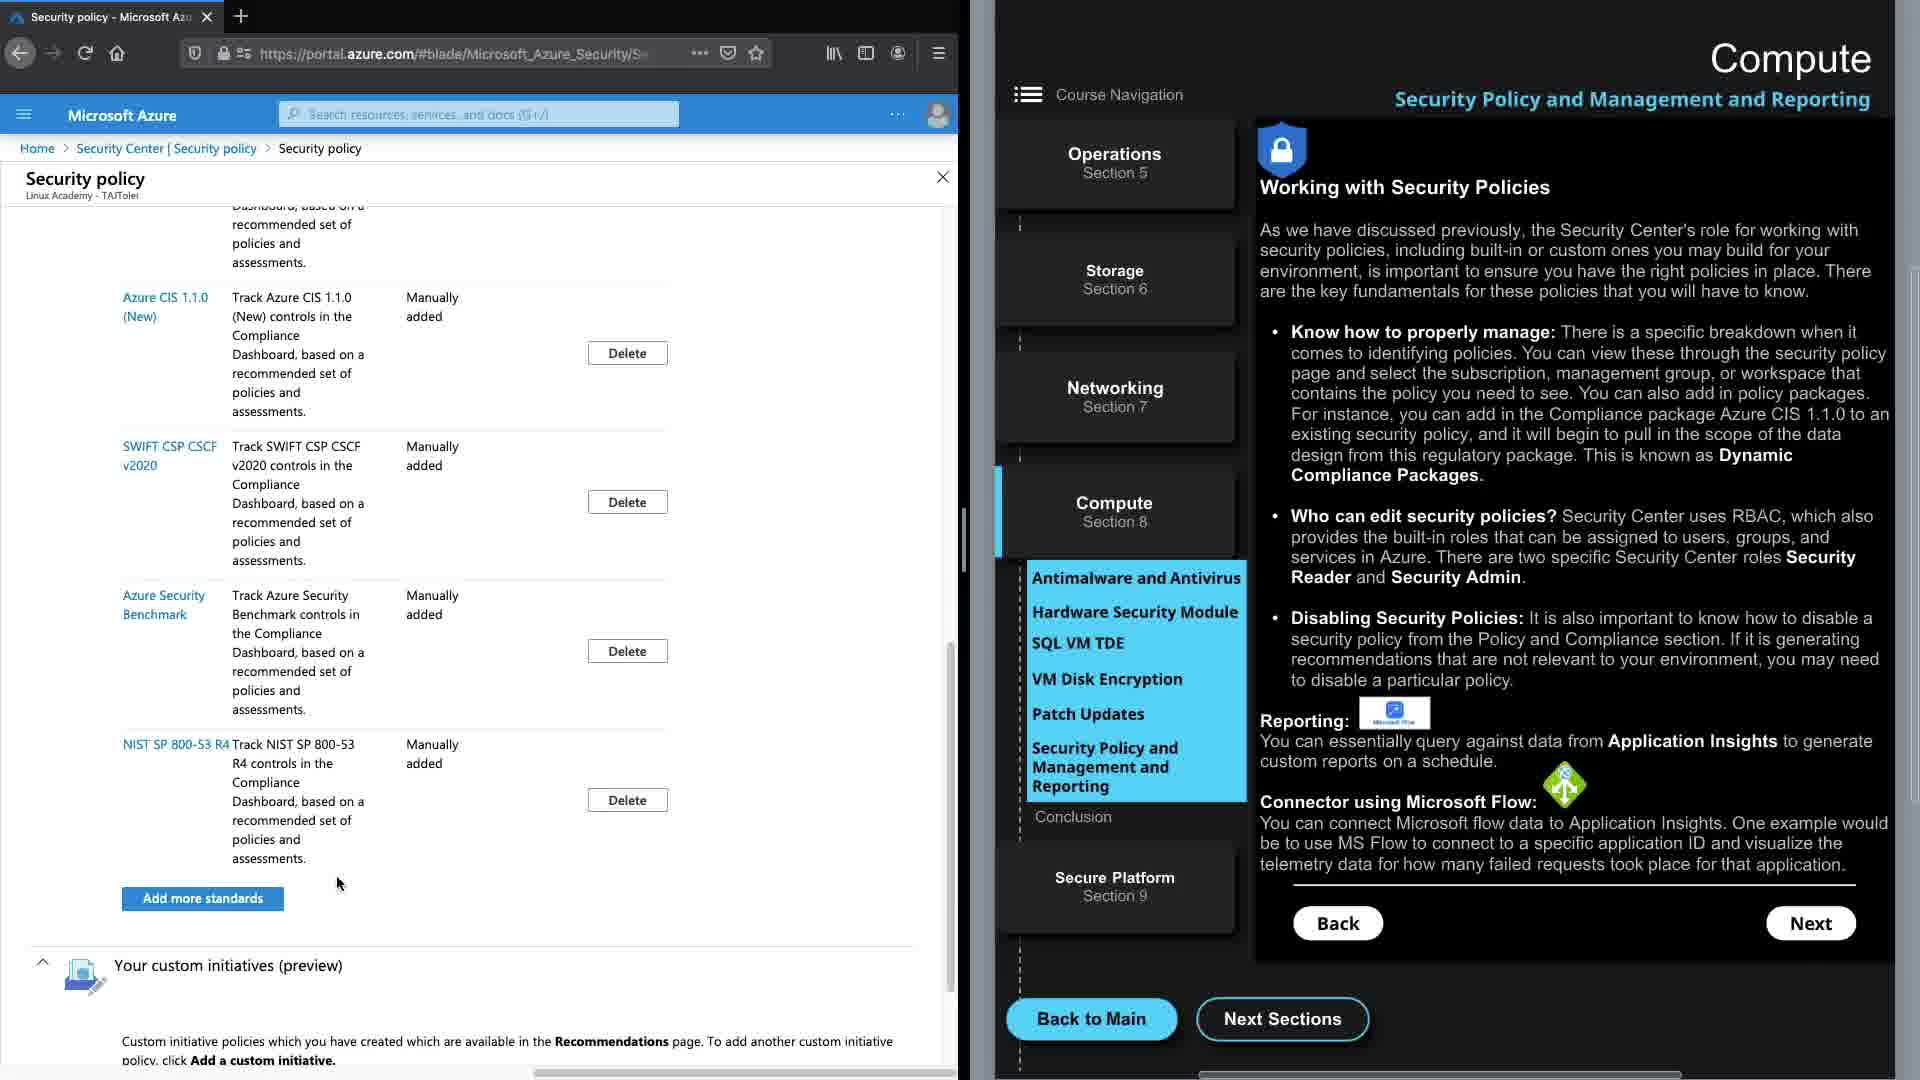 Security policy - Microsoft Azu
https://portal.azure.com/#blade/Microsoft_Azure_Security/Se
Microsoft Azure
Search resources, services, and docs (G+/)
Home > Security Center | Security policy > Security policy
Security policy
Linux Academy - TAJToler
Dashboard, based on a
recommended set of
policies and
assessments.
Azure CIS 1.1.0
(New)
Track Azure CIS 1.1.0
(New) controls in the
Compliance
Dashboard, based on a
recommended set of
policies and
assessments.
Manually
added
Delete
SWIFT CSP CSCF
v2020
Track SWIFT CSP CSCF
v2020 controls in the
Compliance
Dashboard, based on a
recommended set of
policies and
assessments.
Manually
added
Delete
Azure Security
Benchmark
Track Azure Security
Benchmark controls in
the Compliance
Dashboard, based on a
recommended set of
policies and
assessments.
Manually
added
Delete
NIST SP 800-53 R4
Track NIST SP 800-53
R4 controls in the
Compliance
Dashboard, based on a
recommended set of
policies and
assessments.
Manually
added
Delete
Add more standards
Your custom initiatives (preview)
Custom initiative policies which you have created which are available in the Recommendations page. To add another custom initiative
policy, click Add a custom initiative.
Compute
Course Navigation
Security Policy and Management and Reporting
Operations
Section 5
Storage
Section 6
Networking
Section 7
Compute
Section 8
Antimalware and Antivirus
Hardware Security Module
SQL VM TDE
VM Disk Encryption
Patch Updates
Security Policy and
Management and
Reporting
Conclusion
Secure Platform
Section 9
Back to Main
Next Sections
Working with Security Policies
As we have discussed previously, the Security Center's role for working with
security policies, including built-in or custom ones you may build for your
environment, is important to ensure you have the right policies in place. There
are the key fundamentals for these policies that you will have to know.
• Know how to properly manage: There is a specific breakdown when it
comes to identifying policies. You can view these through the security policy
page and select the subscription, management group, or workspace that
contains the policy you need to see. You can also add in policy packages.
For instance, you can add in the Compliance package Azure CIS 1.1.0 to an
existing security policy, and it will begin to pull in the scope of the data
design from this regulatory package. This is known as Dynamic
Compliance Packages.
• Who can edit security policies? Security Center uses RBAC, which also
provides the built-in roles that can be assigned to users. groups, and
services in Azure. There are two specific Security Center roles Security
Reader and Security Admin.
• Disabling Security Policies: It is also important to know how to disable a
security policy from the Policy and Compliance section. If it is generating
recommendations that are not relevant to your environment, you may need
to disable a particular policy.
Reporting:
Microsoft Flow
You can essentially query against data from Application Insights to generate
custom reports on a schedule.
Connector using Microsoft Flow:
You can connect Microsoft flow data to Application Insights. One example would
be to use MS Flow to connect to a specific application ID and visualize the
telemetry data for how many failed requests took place for that application.
Back
Next